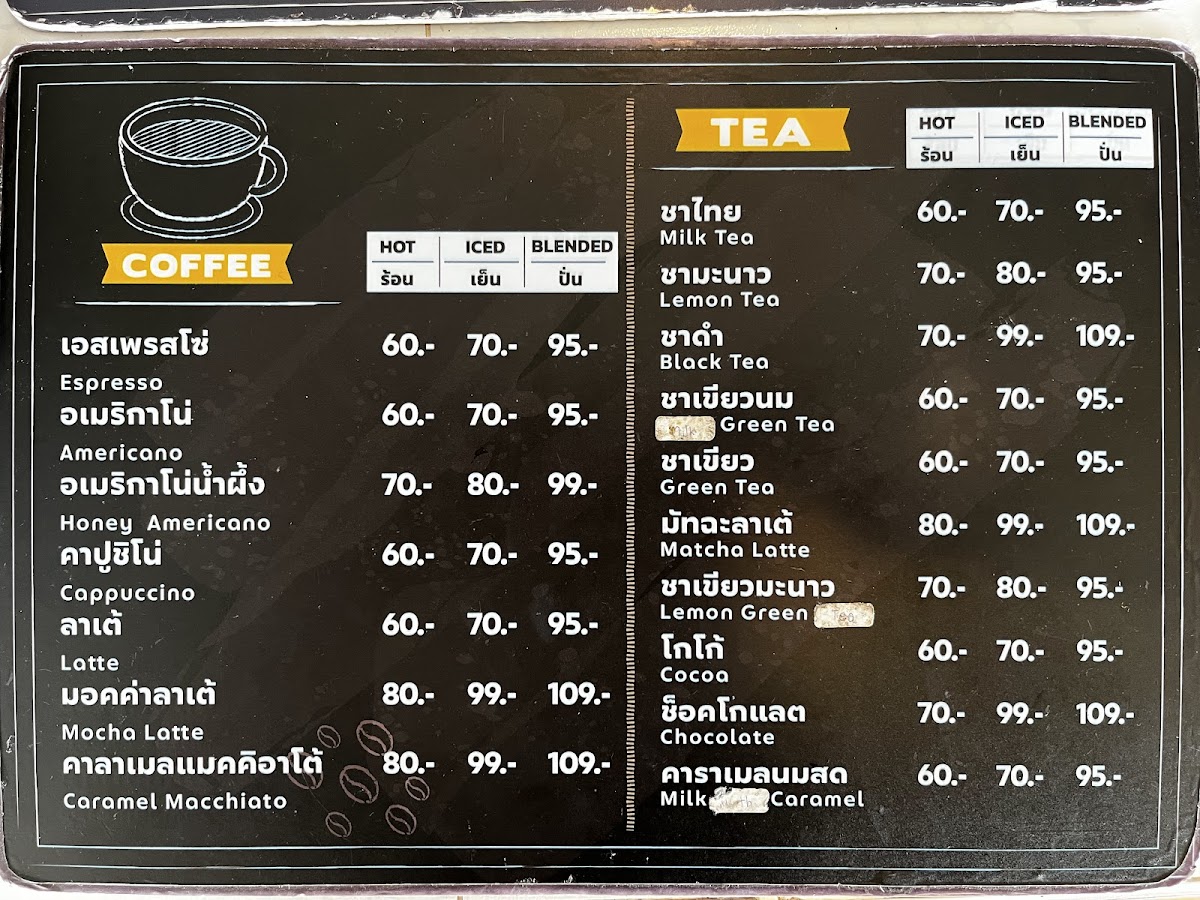 COFFEE
HOT ICED BLENDED
ร้อน เย็น ปั่น
เอสเพรสโซ่ 60.- 70.- 95.-
Espresso
อเมริกาโน่ 60.- 70.- 95.-
Americano
อเมริกาโน่น้ำผึ้ง 70.- 80.- 99.-
Honey Americano
คาปูชิโน่ 60.- 70.- 95.-
Cappuccino
ลาเต้ 60.- 70.- 95.-
Latte
มอคค่าลาเต้ 80.- 99.- 109.-
Mocha Latte
คาลาเมลแมคคิอาโต้ 80.- 99.- 109.-
Caramel Macchiato
TEA
HOT ICED BLENDED
ร้อน เย็น ปั่น
ชาไทย 60.- 70.- 95.-
Milk Tea
ชามะนาว 70.- 80.- 95.-
Lemon Tea
ชาดำ 70.- 99.- 109.-
Black Tea
ชาเขียวนม 60.- 70.- 95.-
Green Tea
ชาเขียว 60.- 70.- 95.-
Green Tea
มัทฉะลาเต้ 80.- 99.- 109.-
Matcha Latte
ชาเขียวมะนาว 70.- 80.- 95.-
Lemon Green Tea
โกโก้ 60.- 70.- 95.-
Cocoa
ช็อคโกแลต 70.- 99.- 109.-
Chocolate
คาราเมลนมสด 60.- 70.- 95.-
Milk Caramel